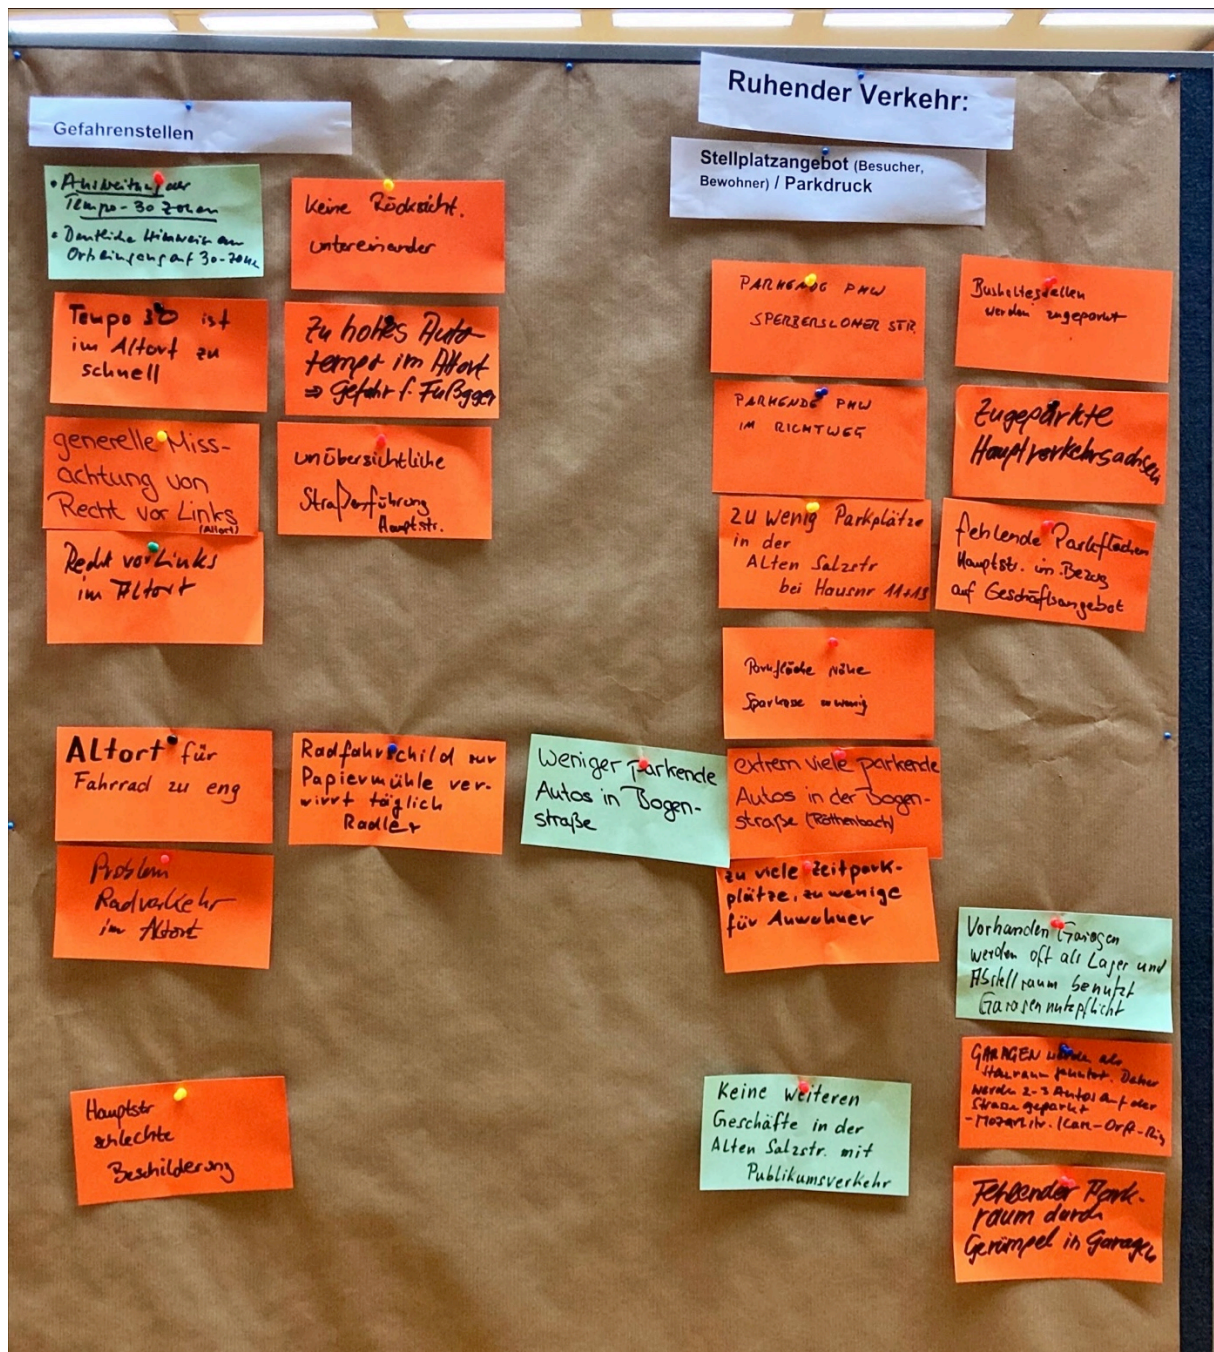 Gefahrenstellen
• Ausweitung der
Tempo-30 Zonen
• Deutliche Hinweise am
Ortseingang auf 30-Zone
Keine Rücksicht.
untereinander
Tempo 30 ist
im Altort zu
schnell
Zu hohes Auto
tempo im Altort
⇒ Gefahr f. Fußgger
generelle Miss-
achtung von
Recht vor Links
(Altort)
unübersichtliche
Straßenführung
Hauptstr.
Recht vor Links
im Altort
ALtort für
Fahrrad zu eng
Radfahrschild zur
Papiermühle ver-
wirrt täglich
Radler
Problem
Radverkehr
im Altort
Hauptstr
schlechte
Beschilderung
Ruhender Verkehr:
Stellplatzangebot (Besucher,
Bewohner) / Parkdruck
PARKENDE PKW
SPERBERSLOHER STR.
Bushaltestellen
werden zugeparkt
PARKENDE PKW
IM RICHTWEG
Zugeparkte
Hauptverkehrsachsen
zu wenig Parkplätze
in der
Alten Salzstr
bei Hausnr 11+13
fehlende Parkflächen
Hauptstr. im Bezug
auf Geschäftsangebot
Parkfläche Nähe
Sparkasse zu wenig
Weniger parkende
Autos in Bogen-
straße
extrem viele parkende
Autos in der Bogen-
straße (Röthenbach)
zu viele Zeitpark-
plätze, zu wenige
für Anwohner
Vorhanden Garagen
werden oft als Lager und
Abstellraum benutzt
Garagennutzpflicht
GARAGEN werden als
Stauraum genutzt. Daher
werden 2-3 Autos auf der
Strasse geparkt
- Mozartstr. / Carl-Orff-Ring
Keine weiteren
Geschäfte in der
Alten Salzstr. mit
Publikumsverkehr
Fehlender Park-
raum durch
Gerümpel in Garagen